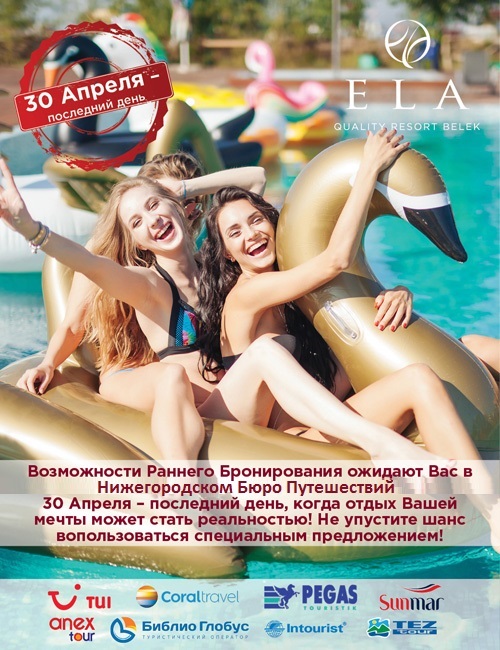 30 Апреля –
последний день
ELA
QUALITY RESORT BELEK
Возможности Раннего Бронирования ожидают Вас в
Нижегородском Бюро Путешествий
30 Апреля – последний день, когда отдых Вашей
мечты может стать реальностью! Не упустите шанс
вопользоваться специальным предложением!
TUI
Coral travel
PEGAS
TOURISTIK
Sunmar
anex
tour
Библио Глобус
ТУРИСТИЧЕСКИЙ ОПЕРАТОР
Intourist
TEZ
TOUR